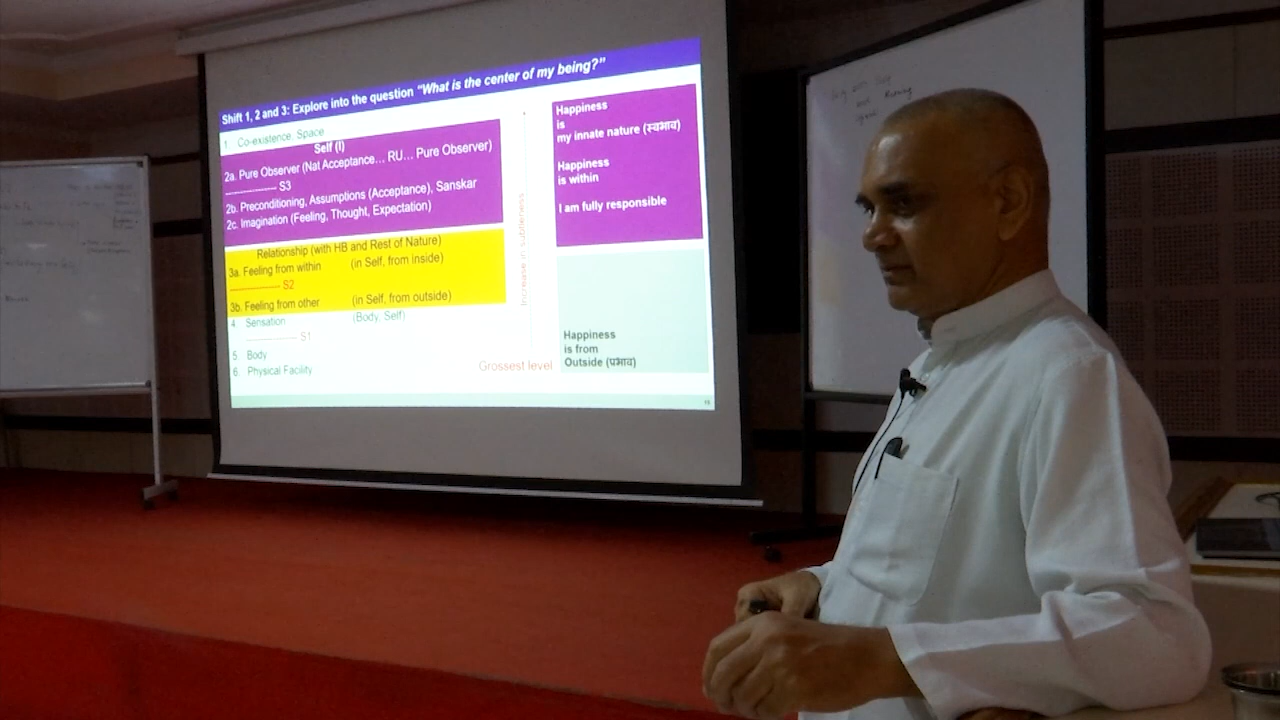 Shift 1, 2 and 3: Explore into the question "What is the center of my being?"
1. Co-existence, Space
Self (I)
2a. Pure Observer (Nat Acceptance… RU… Pure Observer)
S3
2b. Preconditioning, Assumptions (Acceptance), Sanskar
2c. Imagination (Feeling, Thought, Expectation)
Relationship (with HB and Rest of Nature)
3a. Feeling from within (in Self, from inside)
S2
3b. Feeling from other (in Self, from outside)
4. Sensation (Body, Self)
S1
5. Body
6. Physical Facility
Increase in subtleness
Grossest level
Happiness
is
my innate nature (स्वभाव)
Happiness
is within
I am fully responsible
Happiness
is from
Outside (प्रभाव)